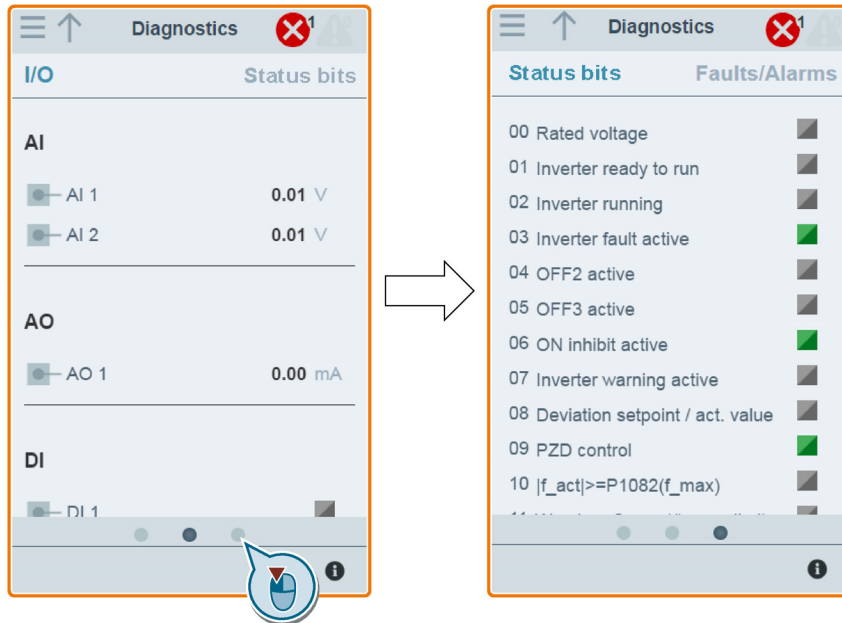 Diagnostics 1
I/O Status bits
AI
AI 1 0.01 V
AI 2 0.01 V
AO
AO 1 0.00 mA
DI
DI 1
Diagnostics 1
Status bits Faults/Alarms
00 Rated voltage
01 Inverter ready to run
02 Inverter running
03 Inverter fault active
04 OFF2 active
05 OFF3 active
06 ON inhibit active
07 Inverter warning active
08 Deviation setpoint / act. value
09 PZD control
10 |f_act|>=P1082(f_max)